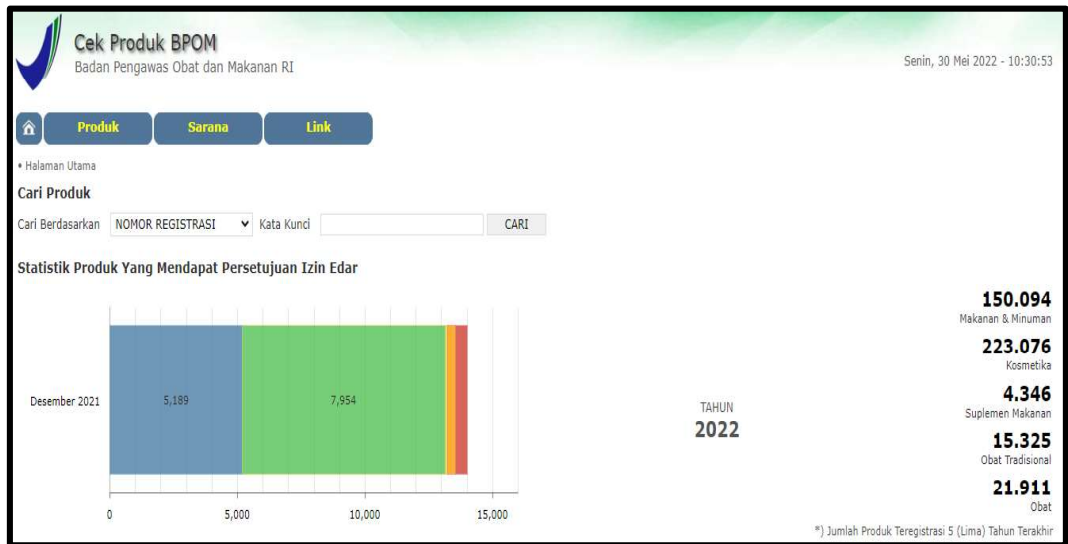 Cek Produk BPOM
Badan Pengawas Obat dan Makanan RI
Senin, 30 Mei 2022 - 10:30:53
Produk Sarana Link
• Halaman Utama
Cari Produk
Cari Berdasarkan NOMOR REGISTRASI Kata Kunci CARI
Statistik Produk Yang Mendapat Persetujuan Izin Edar
Desember 2021 5,189 7,954
0 5,000 10,000 15,000
TAHUN
2022
150.094
Makanan & Minuman
223.076
Kosmetika
4.346
Suplemen Makanan
15.325
Obat Tradisional
21.911
Obat
*) Jumlah Produk Teregistrasi 5 (Lima) Tahun Terakhir